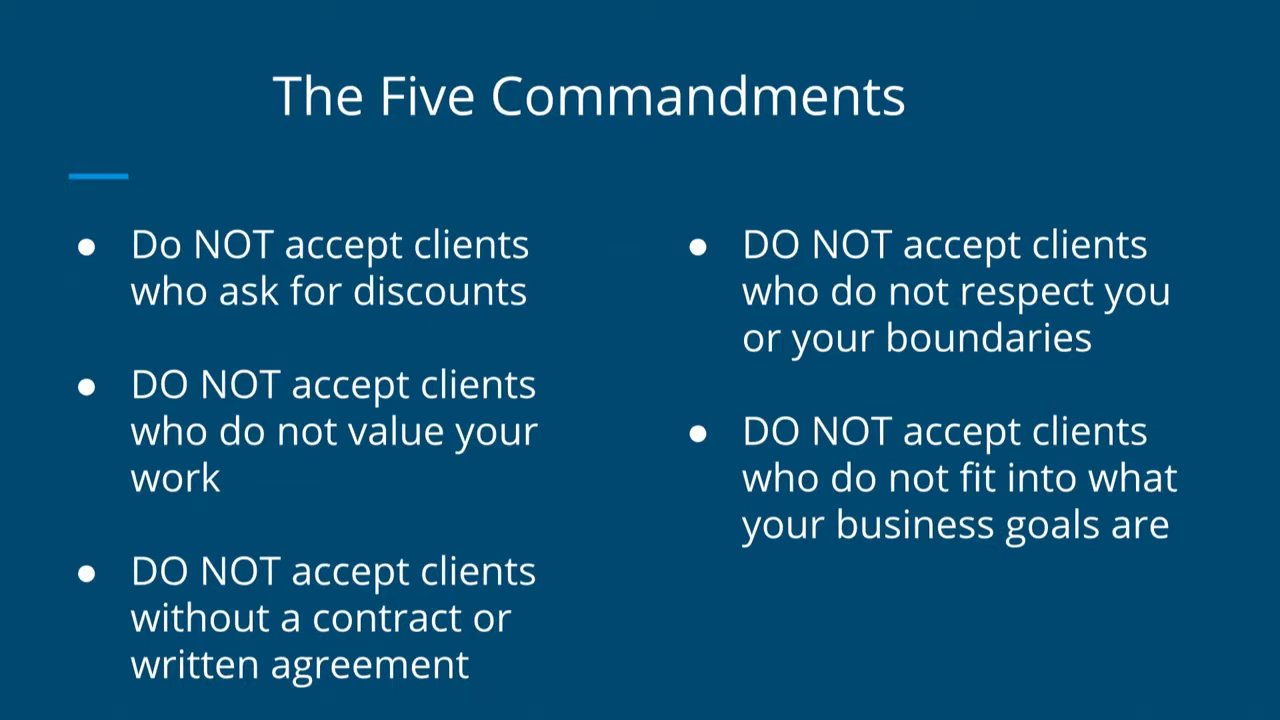 The Five Commandments
● Do NOT accept clients
who ask for discounts
● DO NOT accept clients
who do not value your
work
● DO NOT accept clients
without a contract or
written agreement
● DO NOT accept clients
who do not respect you
or your boundaries
● DO NOT accept clients
who do not fit into what
your business goals are